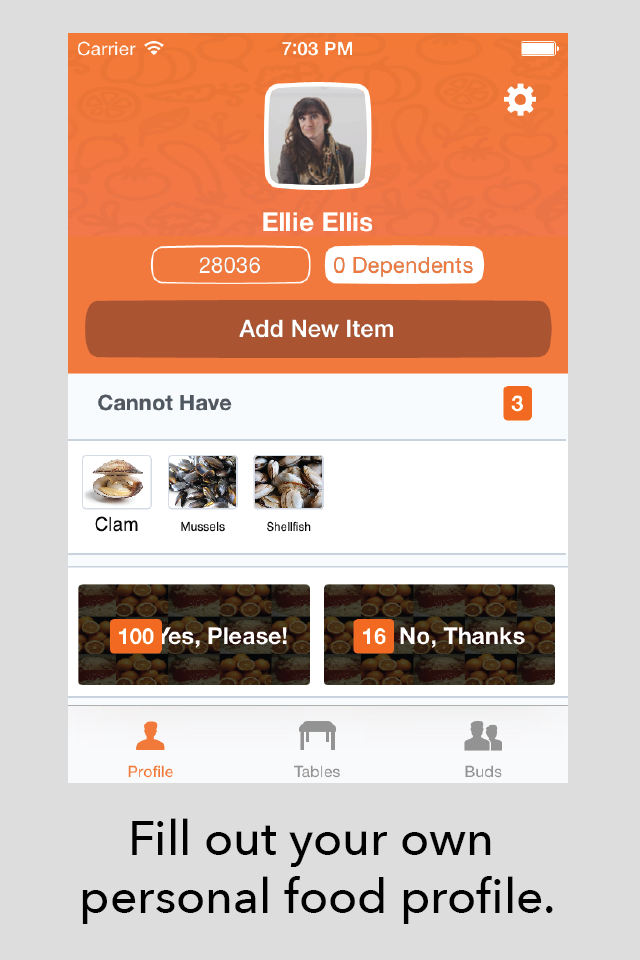 Carrier 7:03 PM
Ellie Ellis
28036 0 Dependents
Add New Item
Cannot Have 3
Clam Mussels Shellfish
100 Yes, Please! 16 No, Thanks
Profile Tables Buds
Fill out your own
personal food profile.